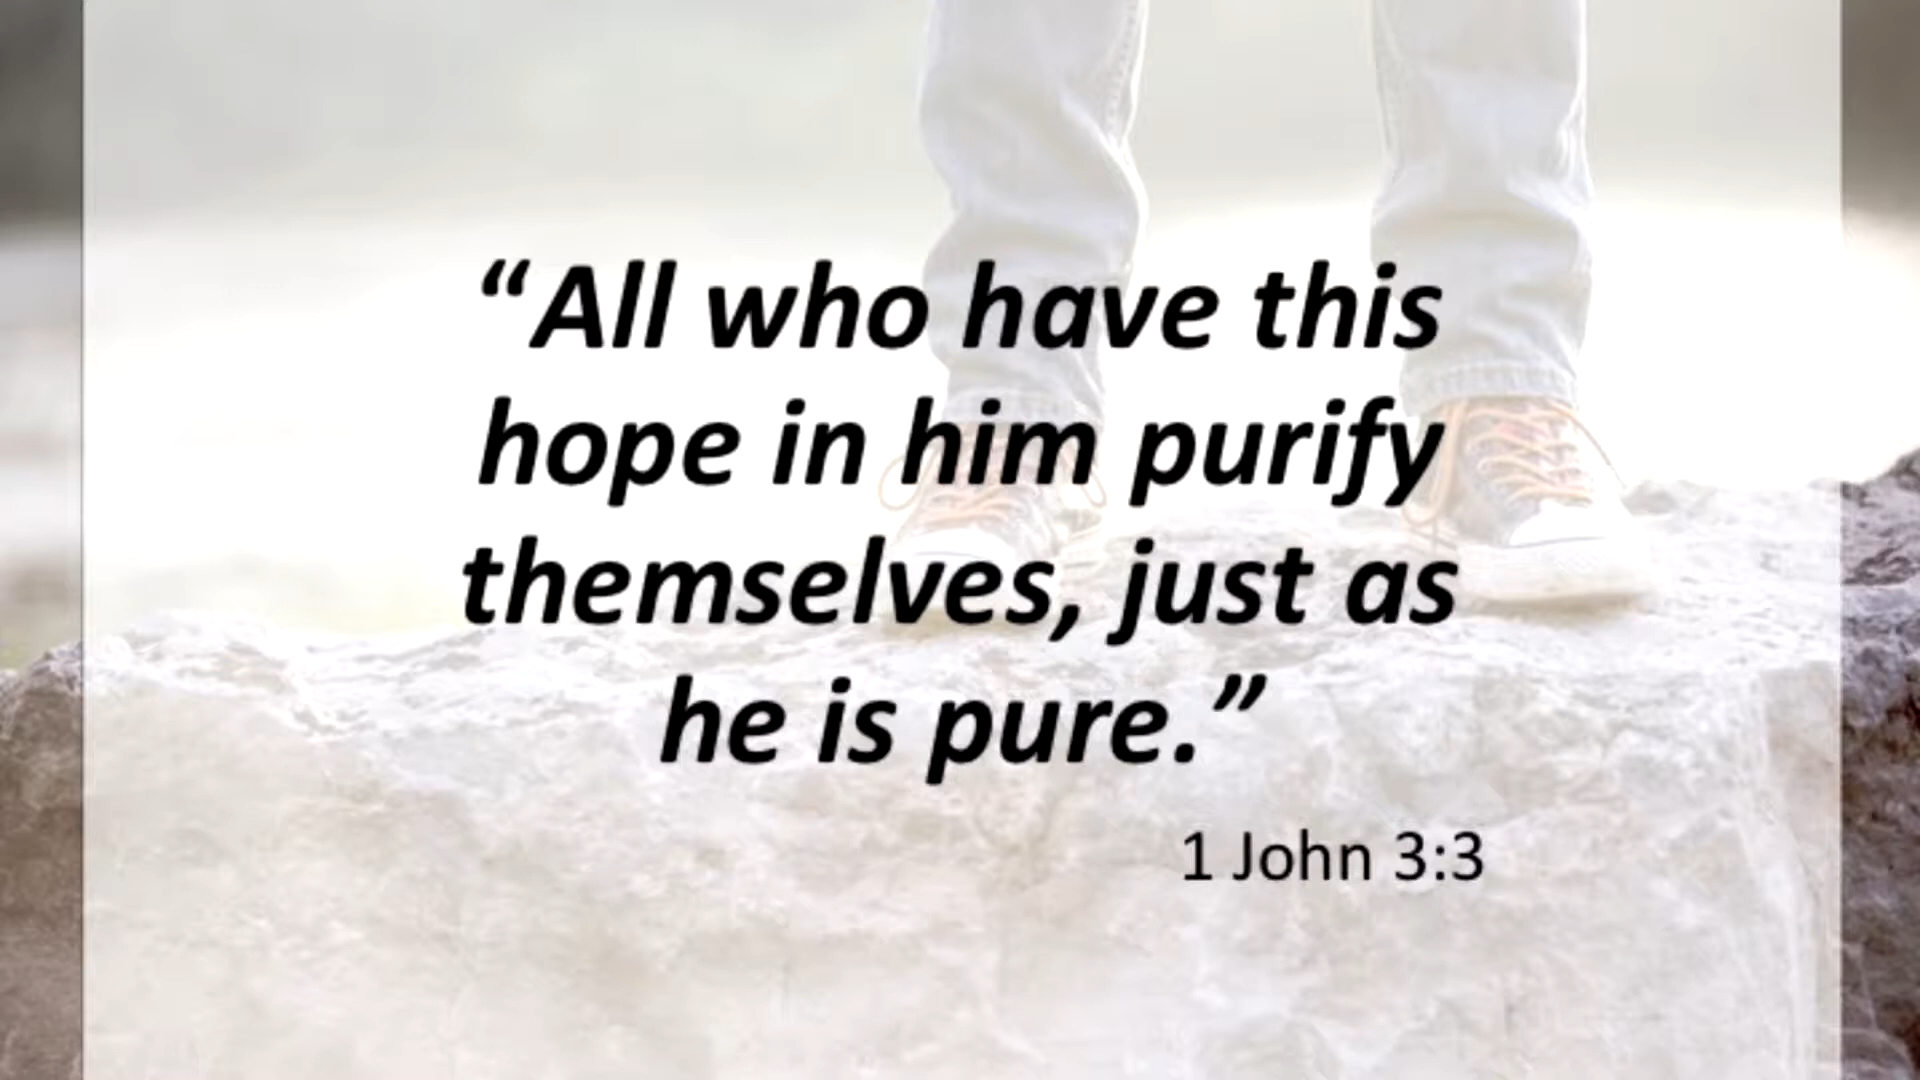 “All who have this
hope in him purify
themselves, just as
he is pure.”
1 John 3:3